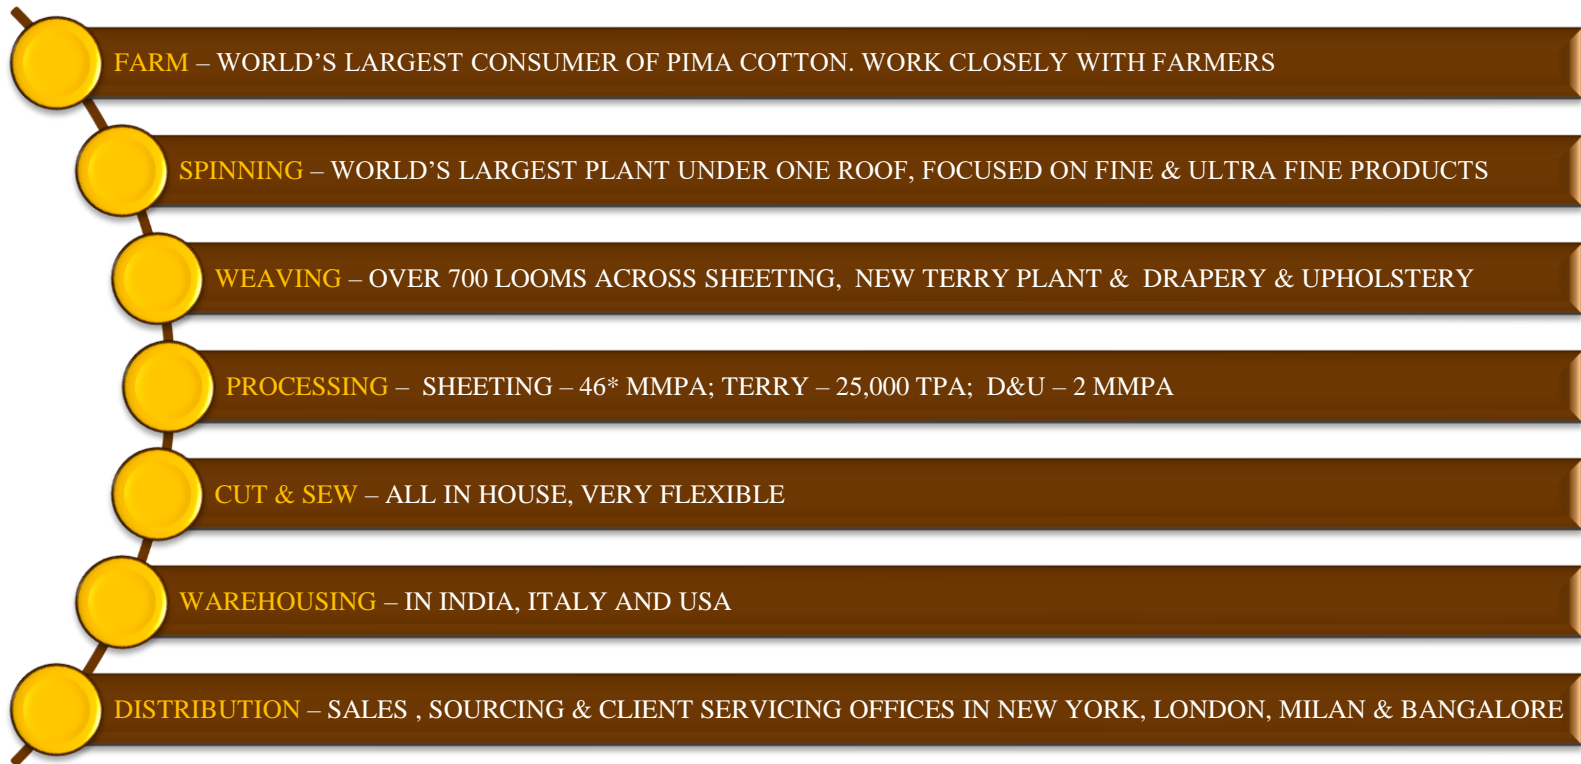 FARM – WORLD’S LARGEST CONSUMER OF PIMA COTTON. WORK CLOSELY WITH FARMERS
SPINNING – WORLD’S LARGEST PLANT UNDER ONE ROOF, FOCUSED ON FINE & ULTRA FINE PRODUCTS
WEAVING – OVER 700 LOOMS ACROSS SHEETING, NEW TERRY PLANT & DRAPERY & UPHOLSTERY
PROCESSING – SHEETING – 46* MMPA; TERRY – 25,000 TPA; D&U – 2 MMPA
CUT & SEW – ALL IN HOUSE, VERY FLEXIBLE
WAREHOUSING – IN INDIA, ITALY AND USA
DISTRIBUTION – SALES , SOURCING & CLIENT SERVICING OFFICES IN NEW YORK, LONDON, MILAN & BANGALORE